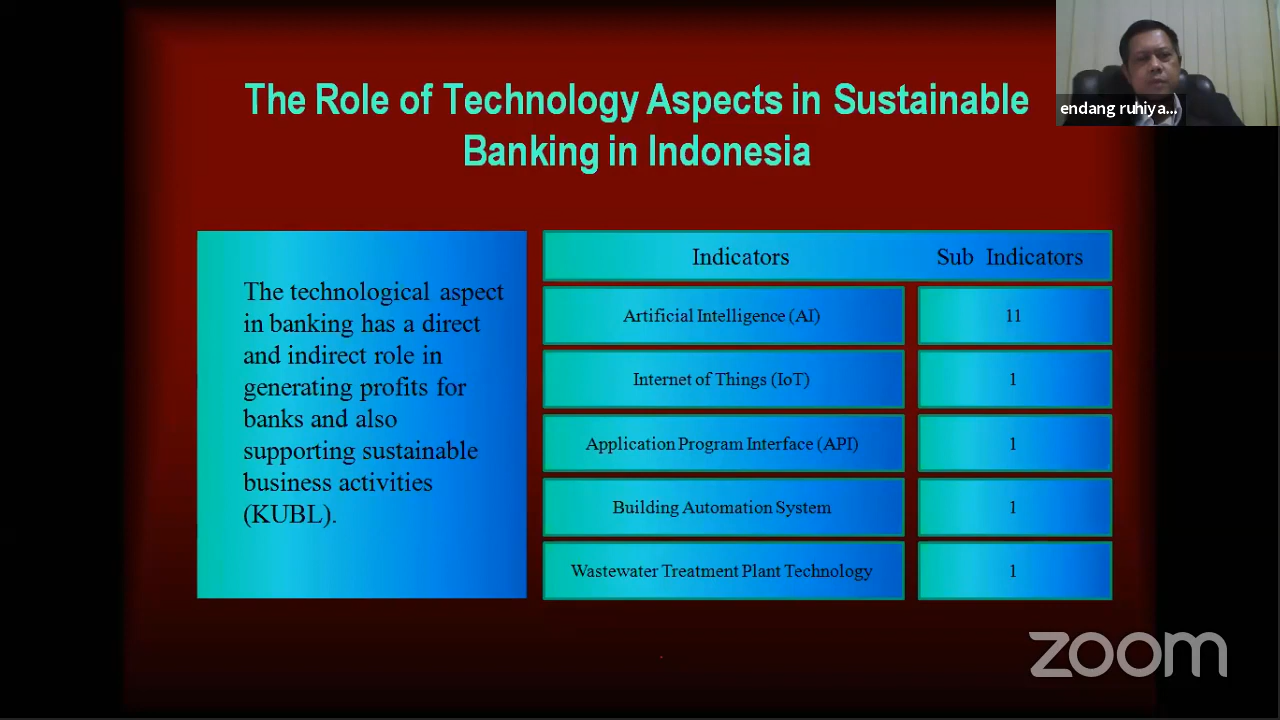 The Role of Technology Aspects in Sustainable
Banking in Indonesia
endang ruhiya...
The technological aspect
in banking has a direct
and indirect role in
generating profits for
banks and also
supporting sustainable
business activities
(KUBL).
Indicators Sub Indicators
Artificial Intelligence (AI) 11
Internet of Things (IoT) 1
Application Program Interface (API) 1
Building Automation System 1
Wastewater Treatment Plant Technology 1
zoom